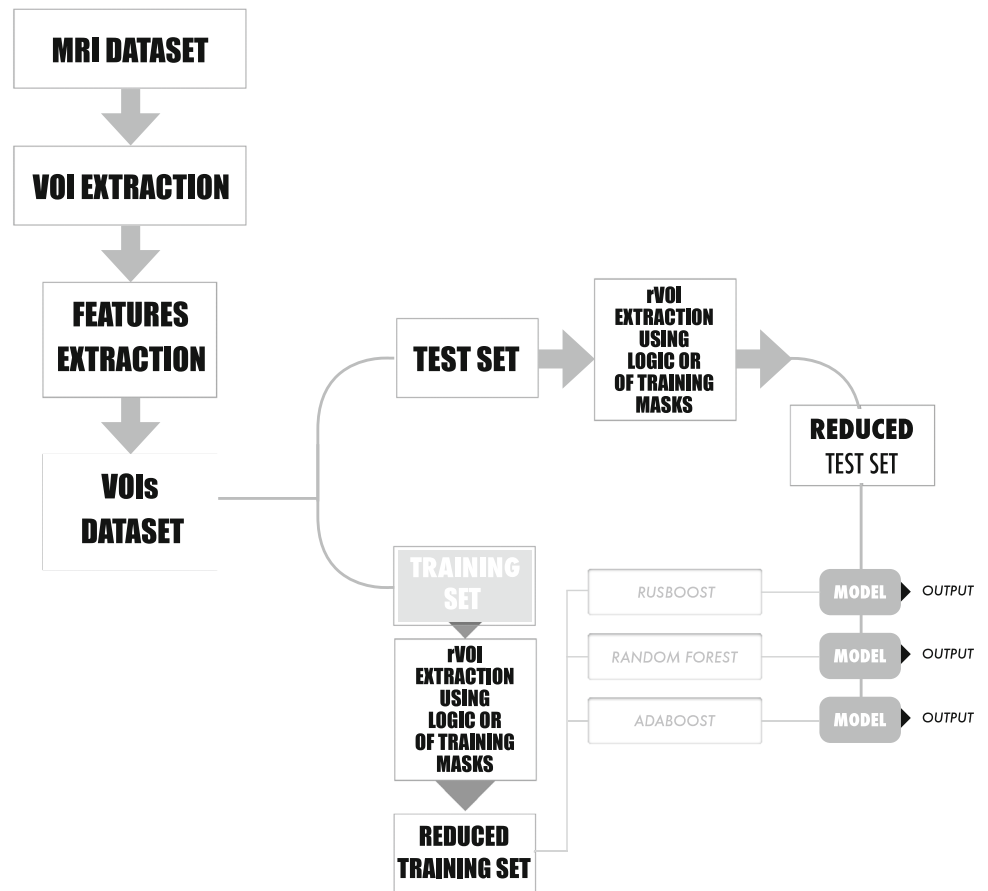 MRI DATASET
VOI EXTRACTION
FEATURES
EXTRACTION
VOIs
DATASET
TEST SET
rVOI
EXTRACTION
USING
LOGIC OR
OF TRAINING
MASKS
REDUCED
TEST SET
TRAINING
SET
rVOI
EXTRACTION
USING
LOGIC OR
OF TRAINING
MASKS
REDUCED
TRAINING SET
RUSBOOST
MODEL
OUTPUT
RANDOM FOREST
MODEL
OUTPUT
ADABOOST
MODEL
OUTPUT